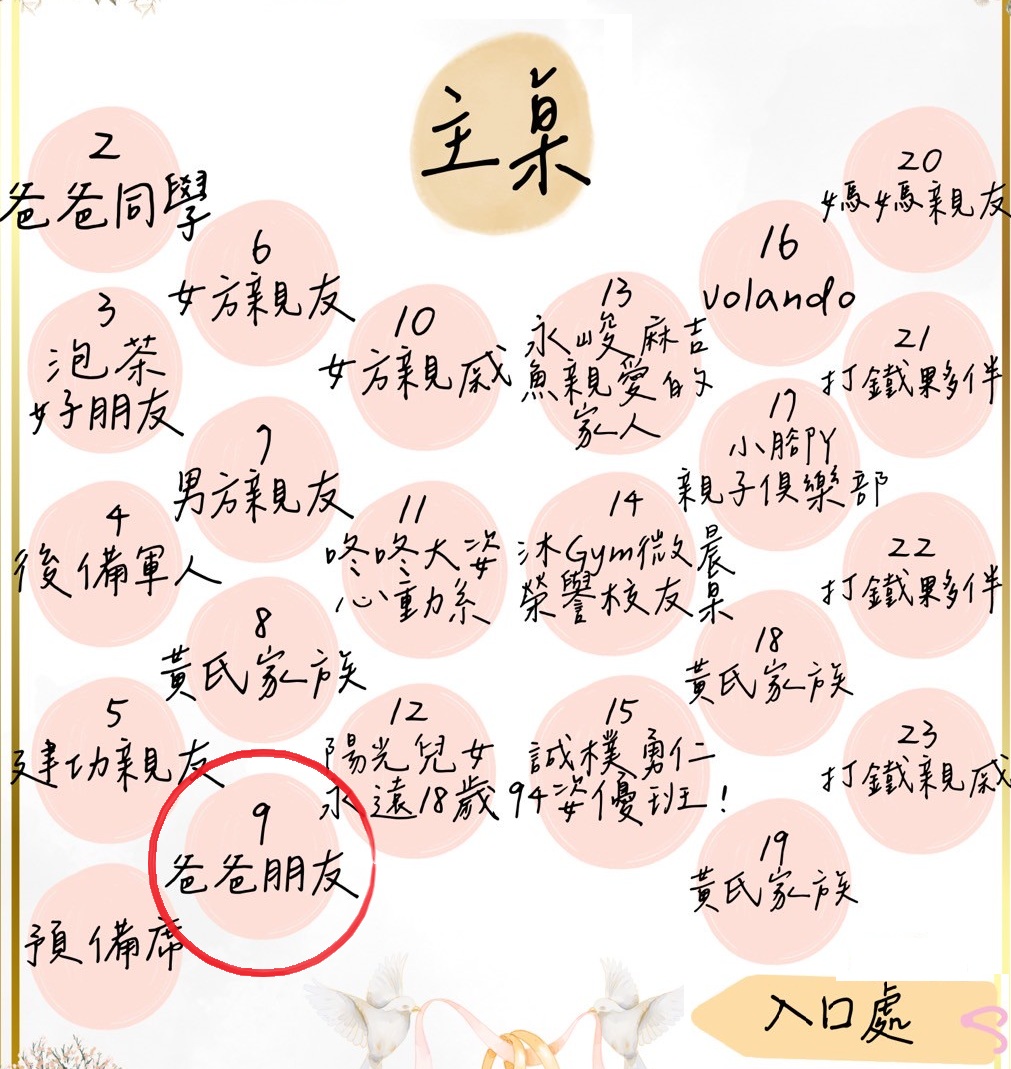 主桌
2
爸爸同學
3
泡茶
好朋友
4
後備軍人
5
建功親友
預備席
6
女方親友
7
男方親友
8
黃氏家族
9
爸爸朋友
10
女方親戚
11
咚咚大姿
心動系
12
陽光兒女
永遠18歲
13
永峻麻吉
魚親愛的
家人
14
沐Gym微晨
榮譽校友桌
15
誠樸勇仁
94姿優班！
16
volando
17
小腳丫
親子俱樂部
18
黃氏家族
19
黃氏家族
20
媽媽親友
21
打鐵夥伴
22
打鐵夥伴
23
打鐵親戚
入口處